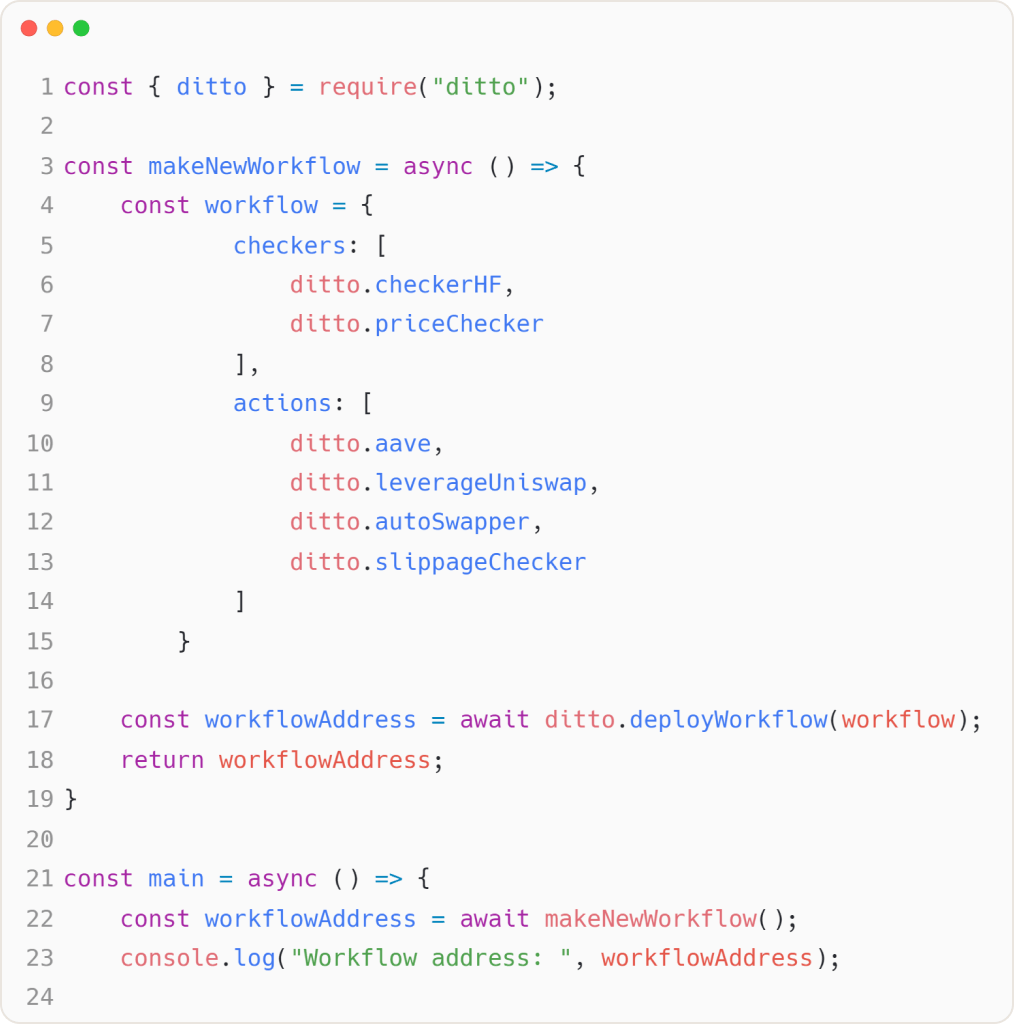 1 const { ditto } = require("ditto");
2
3 const makeNewWorkflow = async () => {
4     const workflow = {
5             checkers: [
6                 ditto.checkerHF,
7                 ditto.priceChecker
8             ],
9             actions: [
10                 ditto.aave,
11                 ditto.leverageUniswap,
12                 ditto.autoSwapper,
13                 ditto.slippageChecker
14             ]
15         }
16
17     const workflowAddress = await ditto.deployWorkflow(workflow);
18     return workflowAddress;
19 }
20
21 const main = async () => {
22     const workflowAddress = await makeNewWorkflow();
23     console.log("Workflow address: ", workflowAddress);
24